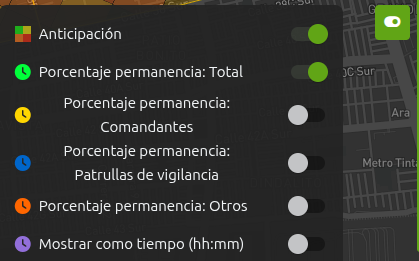 Anticipación
Porcentaje permanencia: Total
Porcentaje permanencia:
Comandantes
Porcentaje permanencia:
Patrullas de vigilancia
Porcentaje permanencia: Otros
Mostrar como tiempo (hh:mm)
C Sur
Ara
Metro Tinta